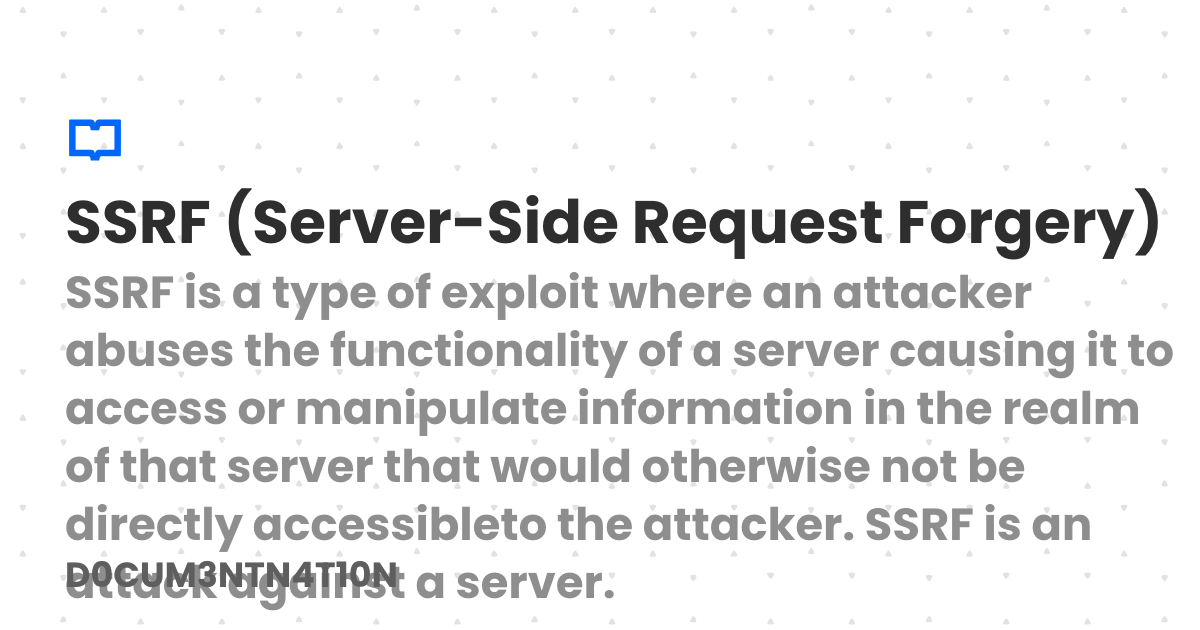 SSRF (Server-Side Request Forgery)
SSRF is a type of exploit where an attacker
abuses the functionality of a server causing it to
access or manipulate information in the realm
of that server that would otherwise not be
directly accessibleto the attacker. SSRF is an
D0CUM3NTN4T10N
attack against a server.